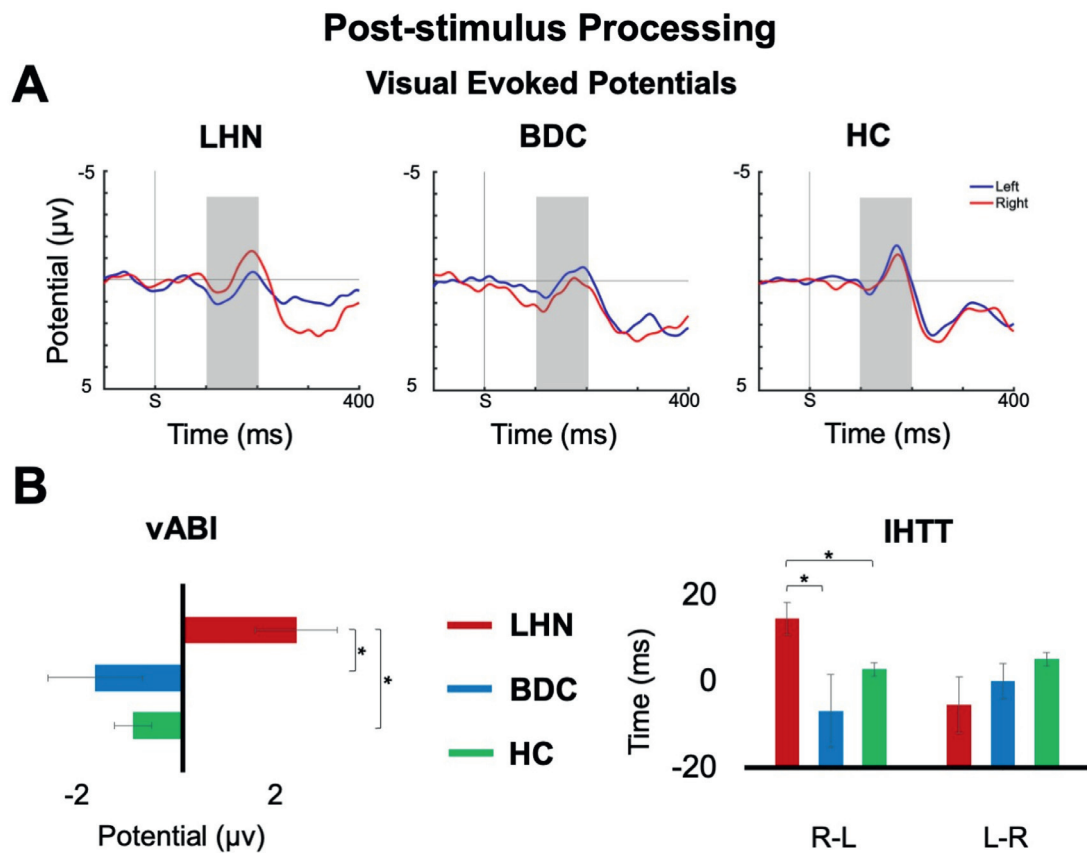 Post-stimulus Processing
A
Visual Evoked Potentials
LHN
BDC
HC
-5
-5
-5
Left
Right
Potential (μv)
5
5
5
S
400
S
400
S
400
Time (ms)
Time (ms)
Time (ms)
B
vABI
IHTT
*
*
*
*
LHN
BDC
HC
20
0
-20
Time (ms)
-2
2
Potential (μv)
R-L
L-R